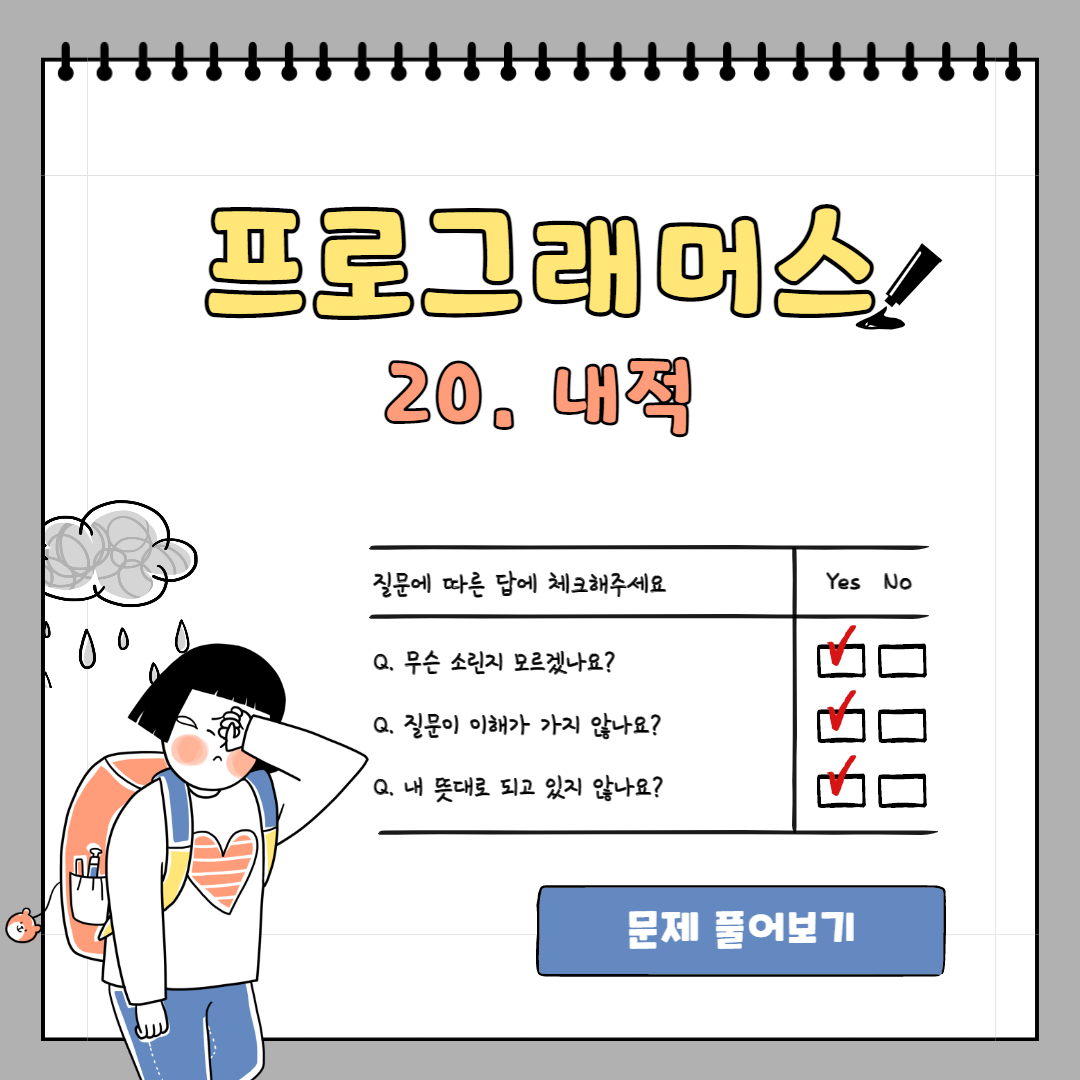 프로그래머스
20. 내적
질문에 따른 답에 체크해주세요 Yes No
Q. 무슨 소린지 모르겠나요?
Q. 질문이 이해가 가지 않나요?
Q. 내 뜻대로 되고 있지 않나요?
문제 풀어보기